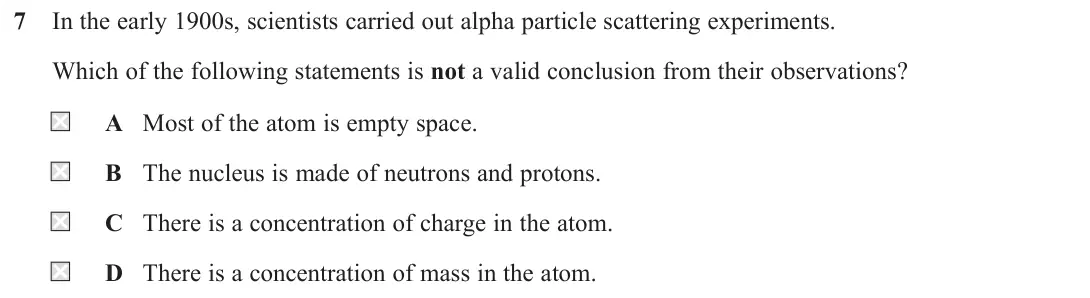 7 In the early 1900s, scientists carried out alpha particle scattering experiments.
Which of the following statements is not a valid conclusion from their observations?
A Most of the atom is empty space.
B The nucleus is made of neutrons and protons.
C There is a concentration of charge in the atom.
D There is a concentration of mass in the atom.